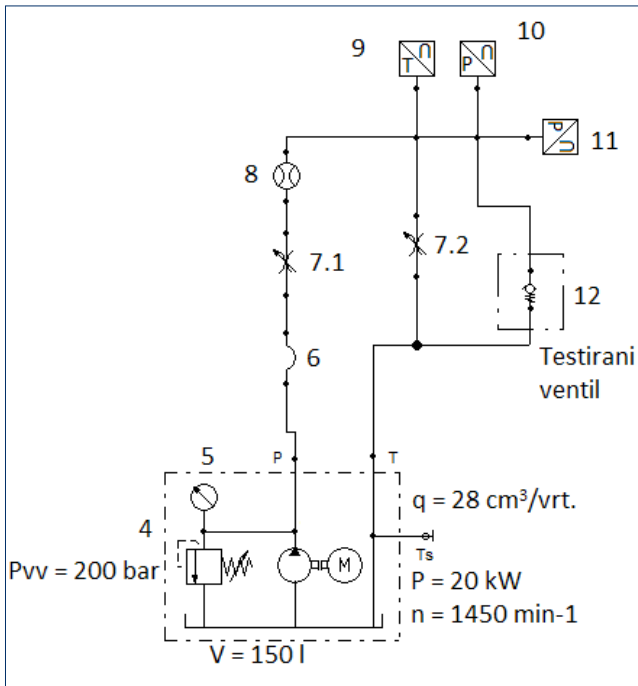 9
10
T
P
11
8
7.1
7.2
12
6
Testirani
ventil
5
P
T
4
q = 28 cm³/vrt.
M
Ts
Pvv = 200 bar
P = 20 kW
n = 1450 min-1
V = 150 l